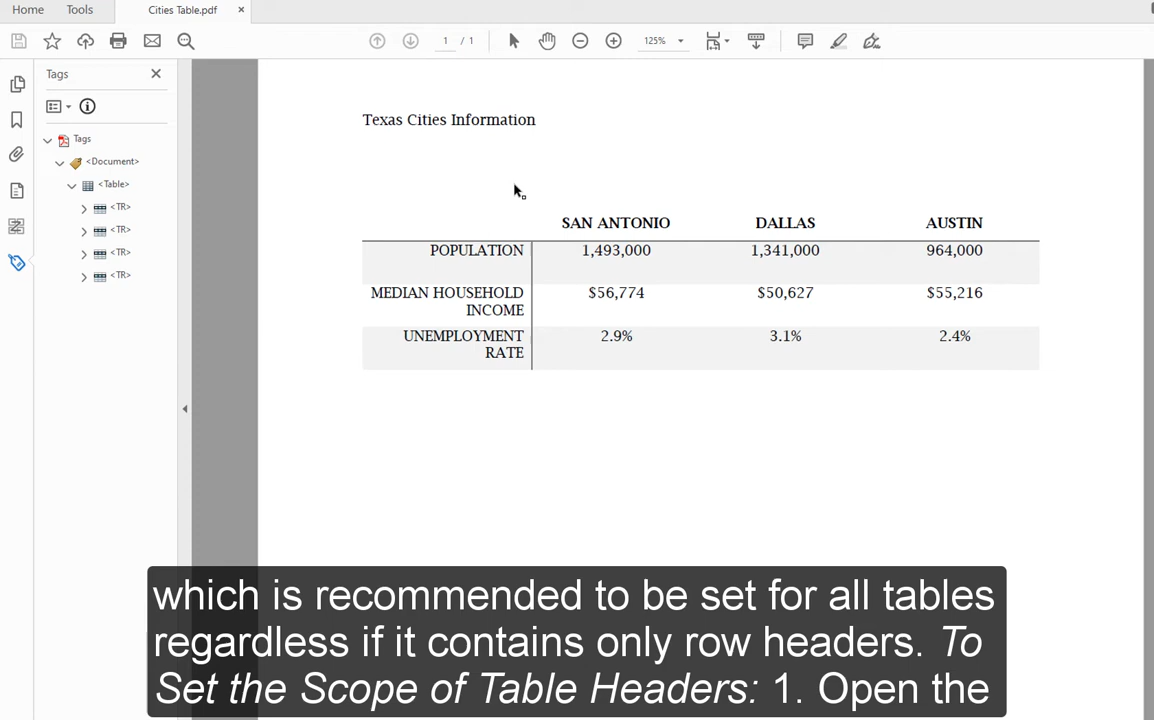 Home Tools Cities Table.pdf ×
1 / 1 125%
Tags
Tags
<Document>
<Table>
<TR>
<TR>
<TR>
<TR>
Texas Cities Information
SAN ANTONIO DALLAS AUSTIN
POPULATION 1,493,000 1,341,000 964,000
MEDIAN HOUSEHOLD $56,774 $50,627 $55,216
INCOME
UNEMPLOYMENT 2.9% 3.1% 2.4%
RATE
which is recommended to be set for all tables
regardless if it contains only row headers. To
Set the Scope of Table Headers: 1. Open the